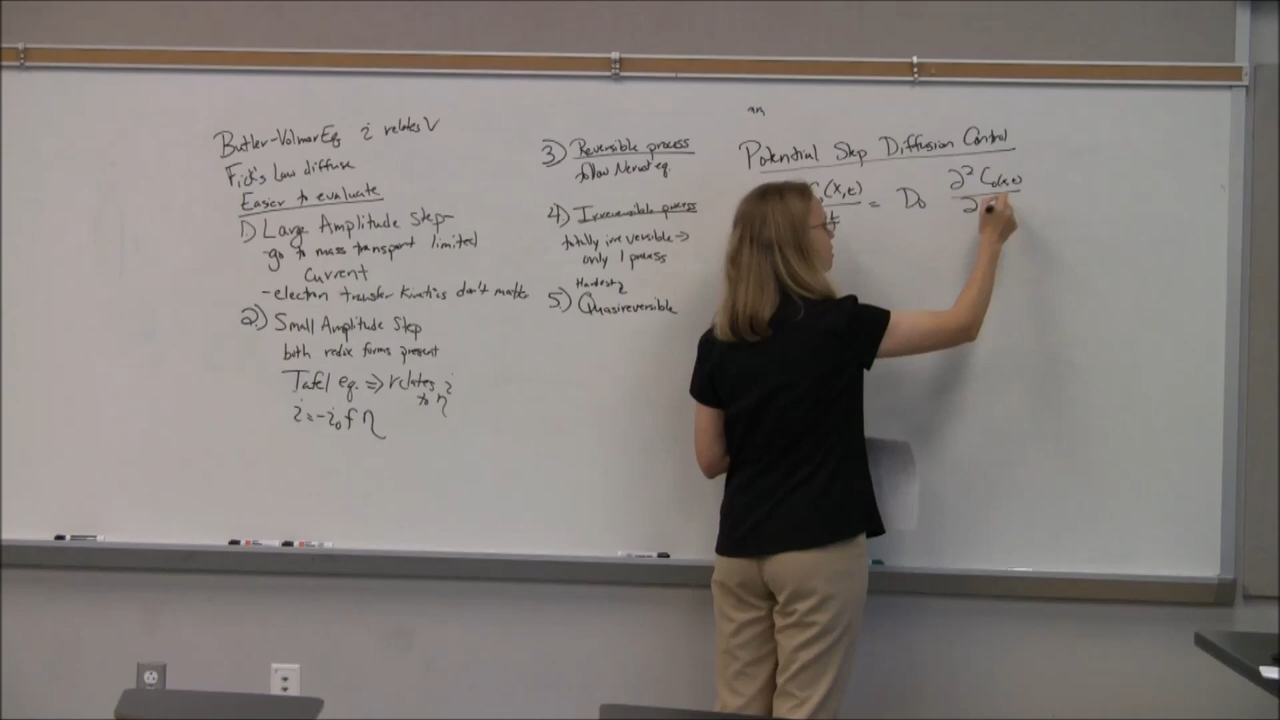 Butler-VolmarEq i relates V
Fick's Law diffuse
Easier to evaluate
1) Large Amplitude Step-
-go to mass transport limited
current
-electron transfer kinetics don't matter
2.) Small Amplitude Step
both redox forms present
Tafel eq. => relates i
to η
i=-i₀fη
3) Reversible process
follow Nernst eq.
4) Irreversible process
totally irreversible->
only 1 process
Hardest
5.) Quasireversible
Potential Step Diffusion Control
(x,t) = D₀ ∂² C₀(x,t)
t ∂